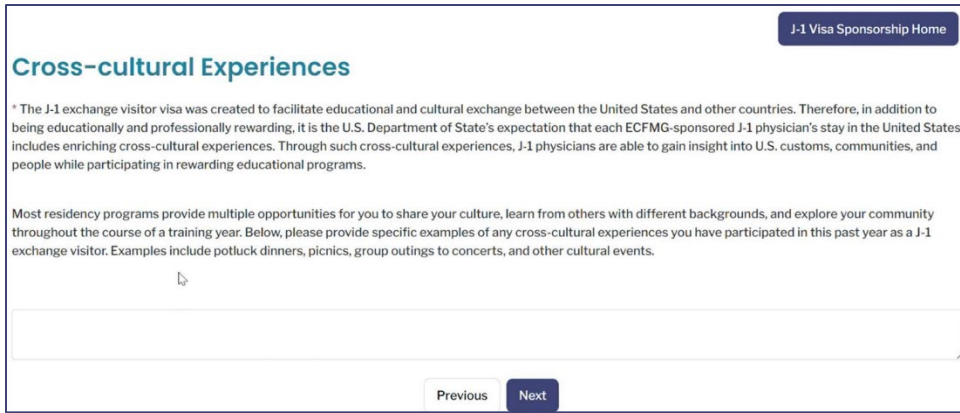 J-1 Visa Sponsorship Home
Cross-cultural Experiences
* The J-1 exchange visitor visa was created to facilitate educational and cultural exchange between the United States and other countries. Therefore, in addition to
being educationally and professionally rewarding, it is the U.S. Department of State's expectation that each ECFMG-sponsored J-1 physician's stay in the United States
includes enriching cross-cultural experiences. Through such cross-cultural experiences, J-1 physicians are able to gain insight into U.S. customs, communities, and
people while participating in rewarding educational programs.
Most residency programs provide multiple opportunities for you to share your culture, learn from others with different backgrounds, and explore your community
throughout the course of a training year. Below, please provide specific examples of any cross-cultural experiences you have participated in this past year as a J-1
exchange visitor. Examples include potluck dinners, picnics, group outings to concerts, and other cultural events.
Previous Next